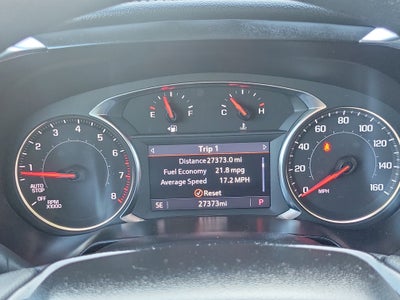 E F C H
Trip 1
Distance 27373.0 mi
Fuel Economy 21.8 mpg
Average Speed 17.2 MPH
Reset
SE 27373mi P
1 2 3 4 5 6 7 8
AUTO
STOP
OFF
RPM
X1000
0 20 40 60 80 100 120 140 160
MPH